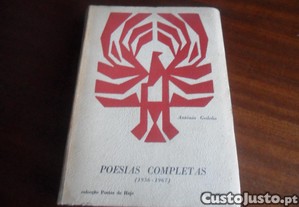 António Gedeão
POESIAS COMPLETAS
(1956-1967)
colecção Poetas de Hoje
CustoJusto.pt